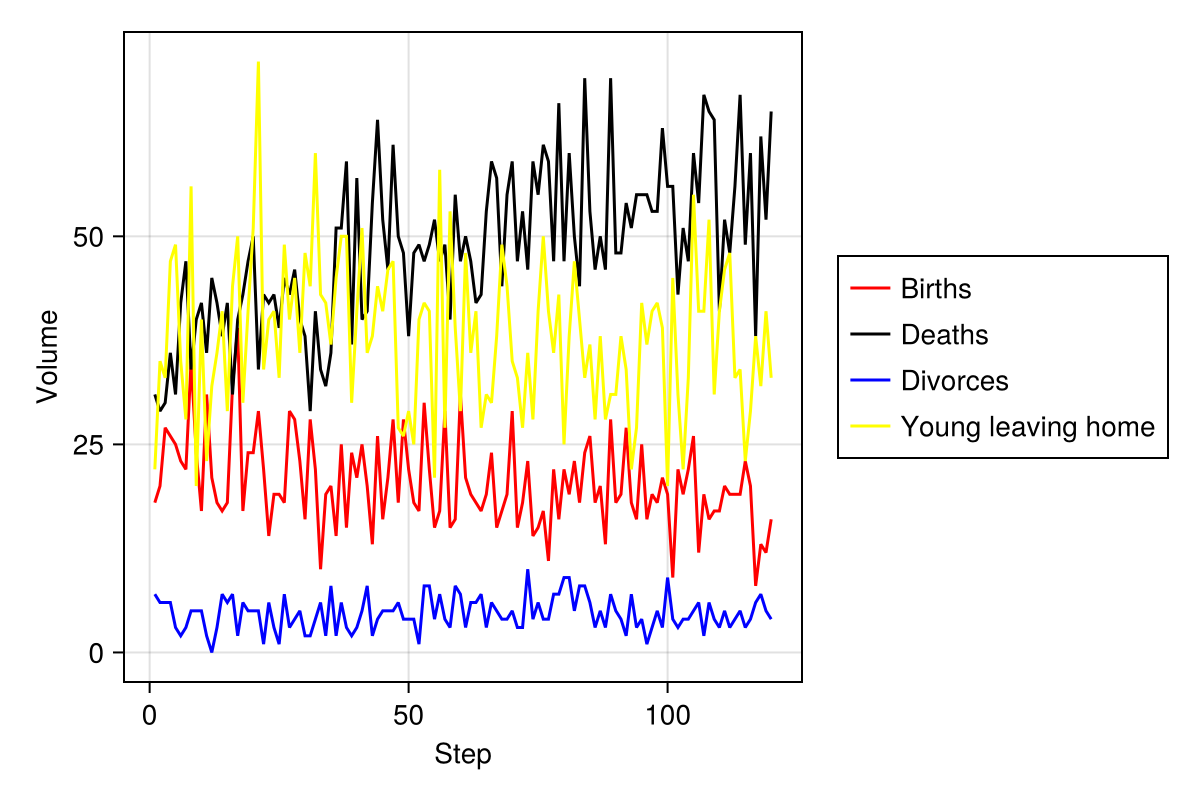 Volume
50
25
0
0
50
100
Step
Births
Deaths
Divorces
Young leaving home